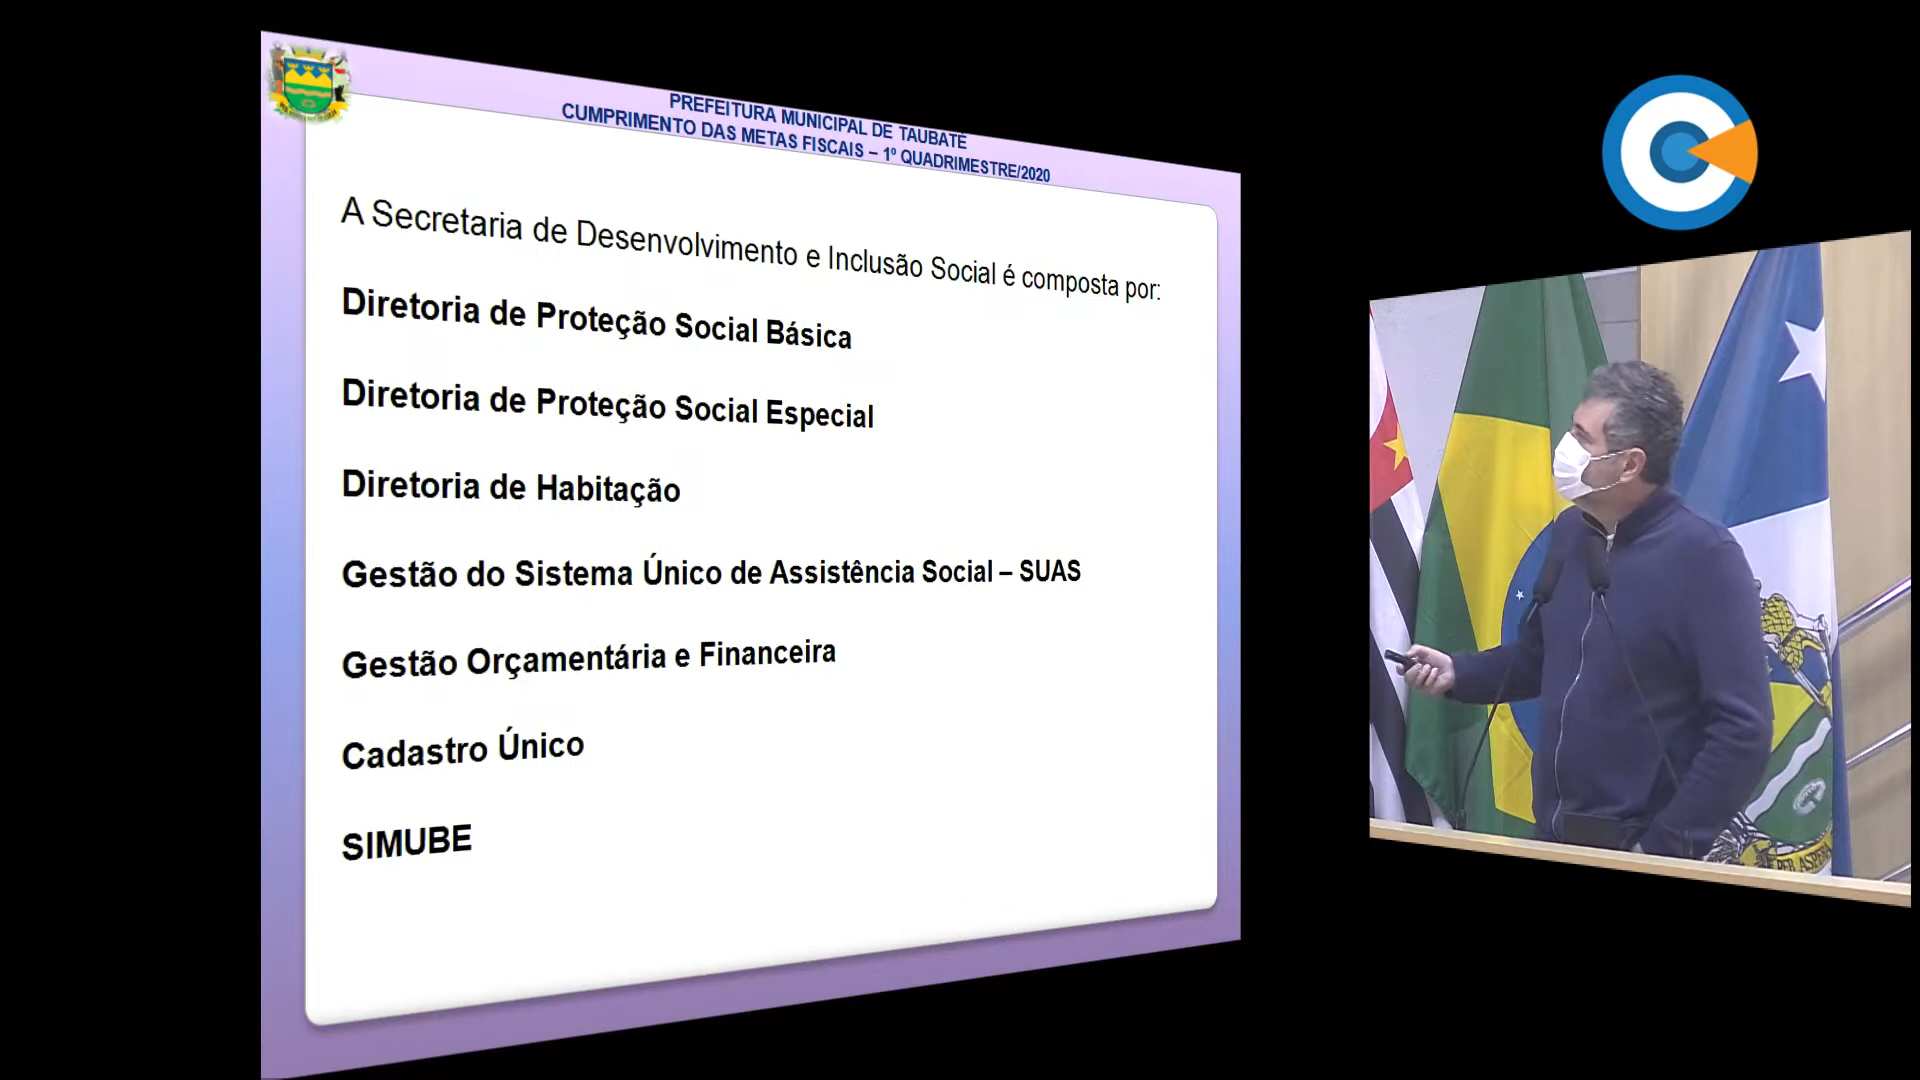 PREFEITURA MUNICIPAL DE TAUBATÉ
CUMPRIMENTO DAS METAS FISCAIS – 1º QUADRIMESTRE/2020
A Secretaria de Desenvolvimento e Inclusão Social é composta por:
Diretoria de Proteção Social Básica
Diretoria de Proteção Social Especial
Diretoria de Habitação
Gestão do Sistema Único de Assistência Social – SUAS
Gestão Orçamentária e Financeira
Cadastro Único
SIMUBE
PER ASPER